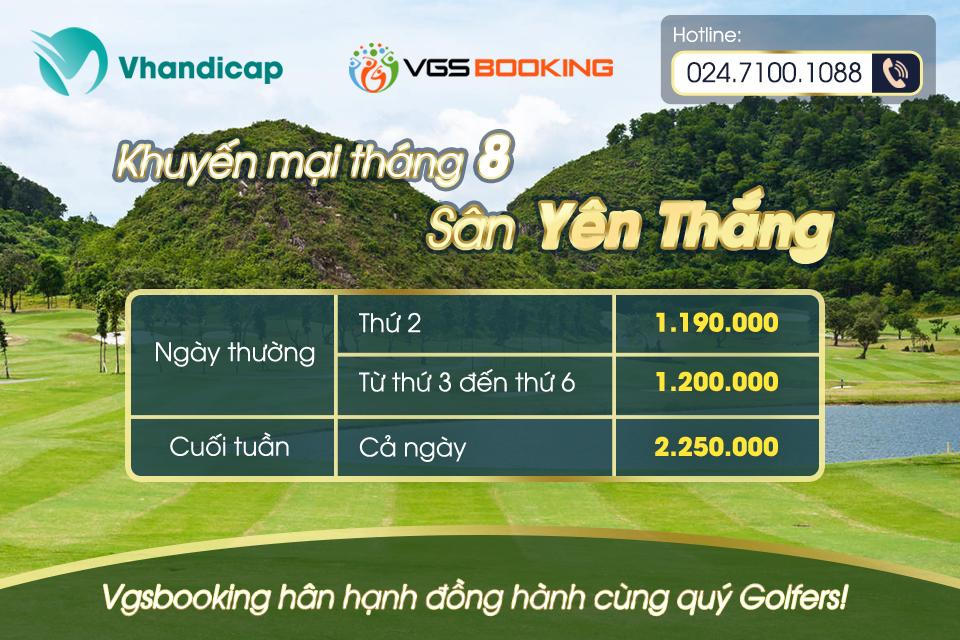 Vhandicap
VGS BOOKING
Hotline:
024.7100.1088
Khuyến mại tháng 8
Sân Yên Thắng
Ngày thường
Thứ 2
1.190.000
Từ thứ 3 đến thứ 6
1.200.000
Cuối tuần
Cả ngày
2.250.000
Vgsbooking hân hạnh đồng hành cùng quý Golfers!